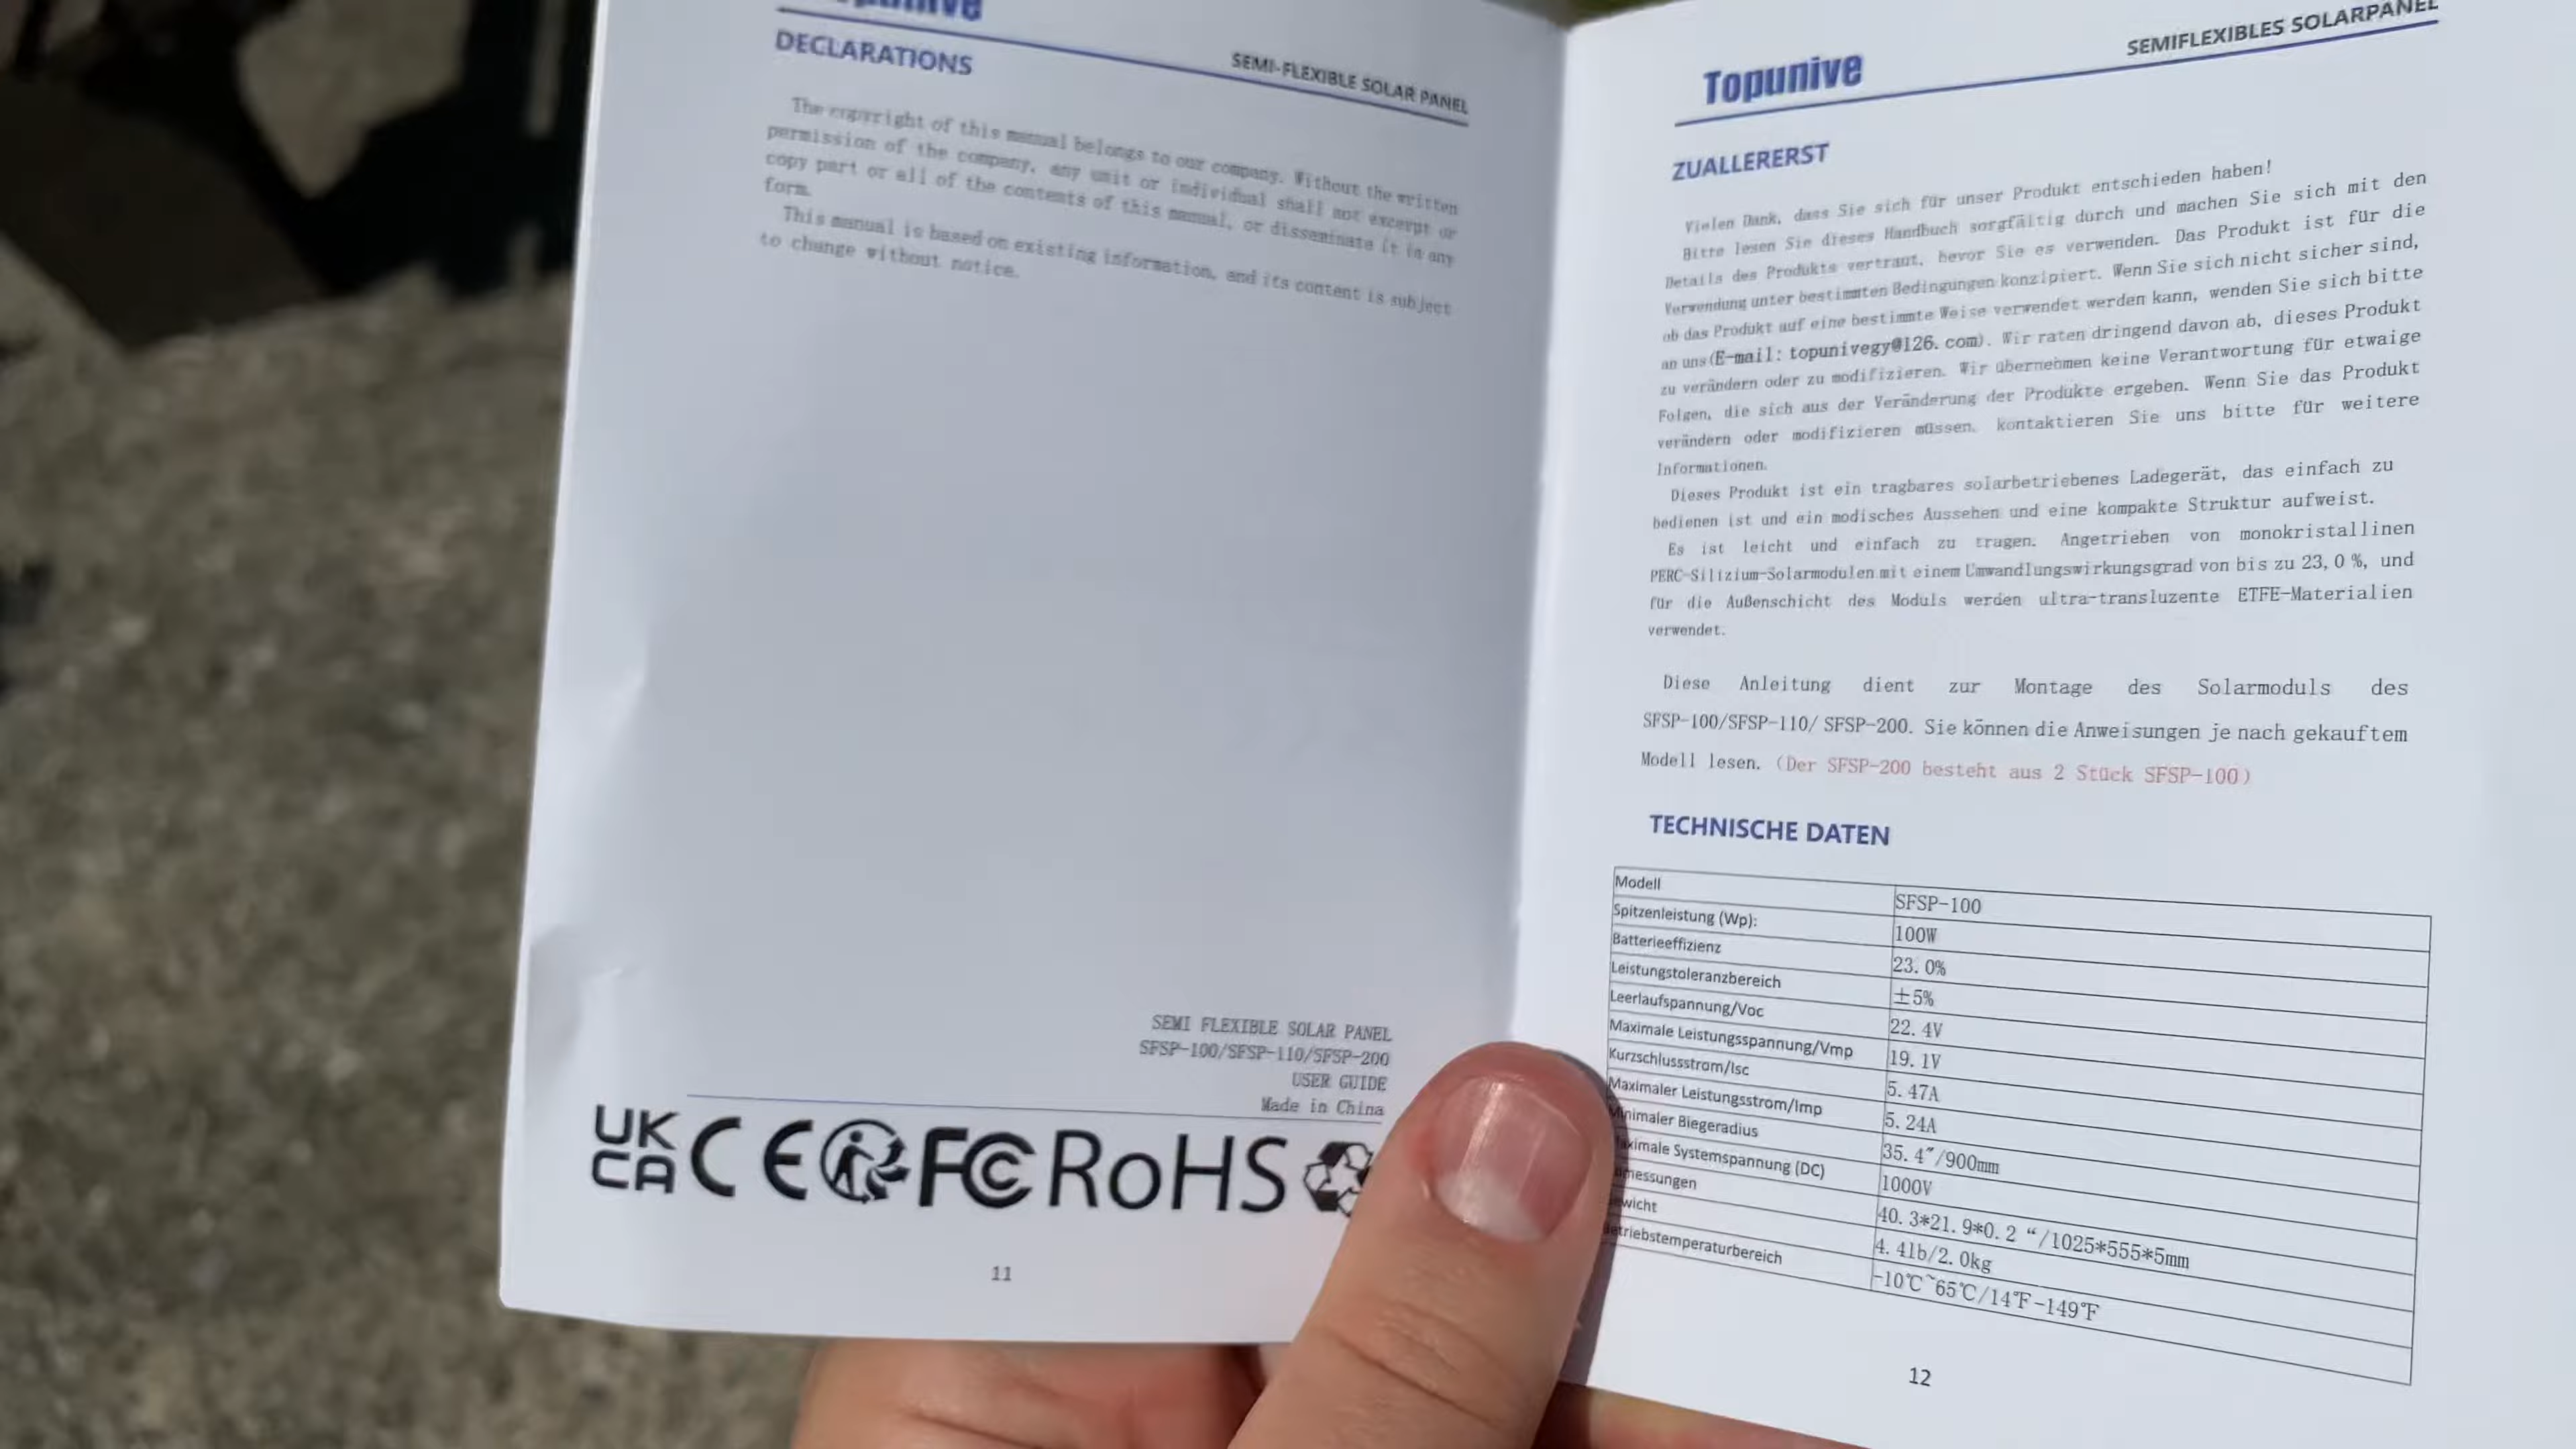 DECLARATIONS
SEMI-FLEXIBLE SOLAR PANEL
The copyright of this manual belongs to our company. Without the written
permission of the company, any unit or individual shall not excerpt or
copy part or all of the contents of this manual, or disseminate it in any
form.
This manual is based on existing information, and its content is subject
to change without notice.
SEMI FLEXIBLE SOLAR PANEL
SFSP-100/SFSP-110/SFSP-200
USER GUIDE
Made in China
UK CA CE FC RoHS
11
SEMIFLEXIBLES SOLARPANEL
Topunive
ZUALLERERST
Vielen Dank, dass Sie sich für unser Produkt entschieden haben!
Bitte lesen Sie dieses Handbuch sorgfältig durch und machen Sie sich mit den
Details des Produkts vertraut, bevor Sie es verwenden. Das Produkt ist für die
Verwendung unter bestimmten Bedingungen konzipiert. Wenn Sie sich nicht sicher sind,
ob das Produkt auf eine bestimmte Weise verwendet werden kann, wenden Sie sich bitte
an uns(E-mail: topunivegy@126.com). Wir raten dringend davon ab, dieses Produkt
zu verändern oder zu modifizieren. Wir übernehmen keine Verantwortung für etwaige
Folgen, die sich aus der Veränderung der Produkte ergeben. Wenn Sie das Produkt
verändern oder modifizieren müssen, kontaktieren Sie uns bitte für weitere
Informationen.
Dieses Produkt ist ein tragbares solarbetriebenes Ladegerät, das einfach zu
bedienen ist und ein modisches Aussehen und eine kompakte Struktur aufweist.
Es ist leicht und einfach zu tragen. Angetrieben von monokristallinen
PERC-Silizium-Solarmodulen mit einem Umwandlungswirkungsgrad von bis zu 23,0 %, und
für die Außenschicht des Moduls werden ultra-transluzente ETFE-Materialien
verwendet.
Diese Anleitung dient zur Montage des Solarmoduls des
SFSP-100/SFSP-110/ SFSP-200. Sie können die Anweisungen je nach gekauftem
Modell lesen. (Der SFSP-200 besteht aus 2 Stück SFSP-100)
TECHNISCHE DATEN
Modell SFSP-100
Spitzenleistung (Wp): 100W
Batterieeffizienz 23.0%
Leistungstoleranzbereich ±5%
Leerlaufspannung/Voc 22.4V
Maximale Leistungsspannung/Vmp 19.1V
Kurzschlussstrom/Isc 5.47A
Maximaler Leistungsstrom/Imp 5.24A
Minimaler Biegeradius 35.4″/900mm
Maximale Systemspannung (DC) 1000V
messungen 40.3*21.9*0.2 “/1025*555*5mm
wicht 4.4lb/2.0kg
triebstemperaturbereich -10℃~65℃/14℉-149℉
12